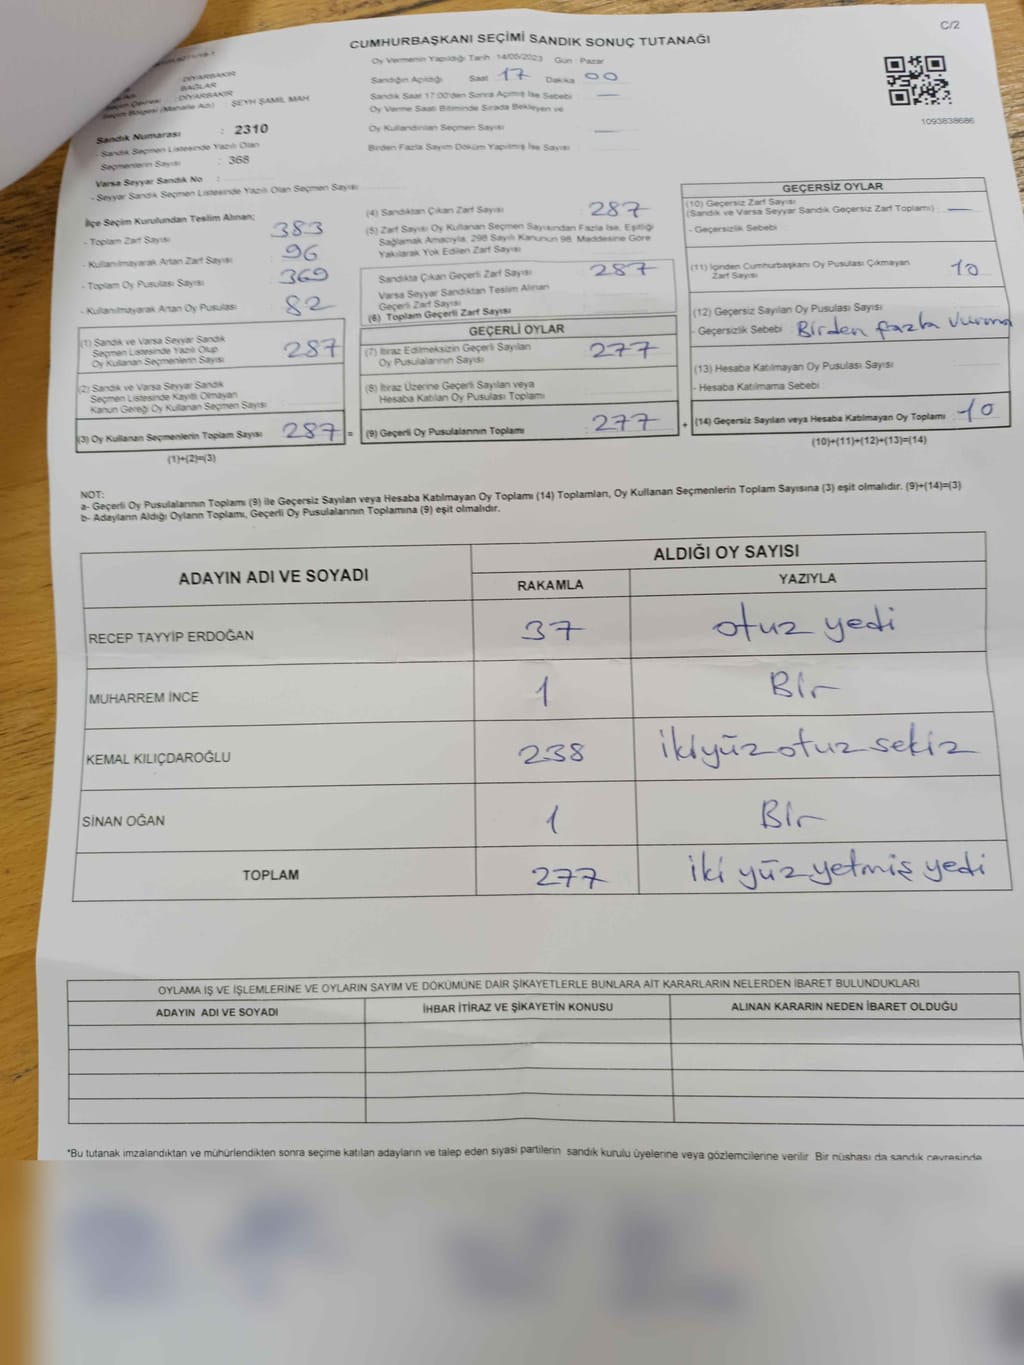 C/2
CUMHURBAŞKANI SEÇİMİ SANDIK SONUÇ TUTANAĞI
Oy Vermenin Yapıldığı Tarih :14/05/2023 Gün : Pazar
DİYARBAKIR
BAĞLAR
DİYARBAKIR
Seçim Bölgesi (Mahalle Adı) : ŞEYH ŞAMİL MAH
Sandığın Açıldığı Saat 17 Dakika 00
Sandık Saat 17:00'den Sonra Açılmış İse Sebebi —
Oy Verme Saati Bitiminde Sırada Bekleyen ve
Oy Kullandırılan Seçmen Sayısı —
Birden Fazla Sayım Döküm Yapılmış İse Sayısı
1093838686
Sandık Numarası : 2310
- Sandık Seçmen Listesinde Yazılı Olan
Seçmenlerin Sayısı : 368
Varsa Seyyar Sandık No :
- Seyyar Sandık Seçmen Listesinde Yazılı Olan Seçmen Sayısı
İlçe Seçim Kurulundan Teslim Alınan;
- Toplam Zarf Sayısı : 383
- Kullanılmayarak Artan Zarf Sayısı : 96
- Toplam Oy Pusulası Sayısı : 369
- Kullanılmayarak Artan Oy Pusulası : 82
(1) Sandık ve Varsa Seyyar Sandık
Seçmen Listesinde Yazılı Olup
Oy Kullanan Seçmenlerin Sayısı 287
(2) Sandık ve Varsa Seyyar Sandık
Seçmen Listesinde Kayıtlı Olmayan
Kanun Gereği Oy Kullanan Seçmen Sayısı
(3) Oy Kullanan Seçmenlerin Toplam Sayısı 287 =
(1)+(2)=(3)
(4) Sandıktan Çıkan Zarf Sayısı : 287
(5) Zarf Sayısı Oy Kullanan Seçmen Sayısından Fazla İse, Eşitliği
Sağlamak Amacıyla, 298 Sayılı Kanunun 98. Maddesine Göre
Yakılarak Yok Edilen Zarf Sayısı
Sandıkta Çıkan Geçerli Zarf Sayısı : 287
Varsa Seyyar Sandıktan Teslim Alınan
Geçerli Zarf Sayısı
(6) Toplam Geçerli Zarf Sayısı
GEÇERLİ OYLAR
(7) İtiraz Edilmeksizin Geçerli Sayılan
Oy Pusulalarının Sayısı : 277
(8) İtiraz Üzerine Geçerli Sayılan veya
Hesaba Katılan Oy Pusulası Toplamı
(9) Geçerli Oy Pusulalarının Toplamı : 277 +
GEÇERSİZ OYLAR
(10) Geçersiz Zarf Sayısı
(Sandık ve Varsa Seyyar Sandık Geçersiz Zarf Toplamı) : —
- Geçersizlik Sebebi :
(11) İçinden Cumhurbaşkanı Oy Pusulası Çıkmayan
Zarf Sayısı 10
(12) Geçersiz Sayılan Oy Pusulası Sayısı
- Geçersizlik Sebebi : Birden fazla Vurma
(13) Hesaba Katılmayan Oy Pusulası Sayısı
- Hesaba Katılmama Sebebi
(14) Geçersiz Sayılan veya Hesaba Katılmayan Oy Toplamı : 10
(10)+(11)+(12)+(13)=(14)
NOT:
a- Geçerli Oy Pusulalarının Toplamı (9) ile Geçersiz Sayılan veya Hesaba Katılmayan Oy Toplamı (14) Toplamları, Oy Kullanan Seçmenlerin Toplam Sayısına (3) eşit olmalıdır. (9)+(14)=(3)
b- Adayların Aldığı Oyların Toplamı, Geçerli Oy Pusulalarının Toplamına (9) eşit olmalıdır.
ADAYIN ADI VE SOYADI ALDIĞI OY SAYISI
RAKAMLA YAZIYLA
RECEP TAYYİP ERDOĞAN 37 otuz yedi
MUHARREM İNCE 1 Bir
KEMAL KILIÇDAROĞLU 238 ikiyüzotuzsekiz
SİNAN OĞAN 1 Bir
TOPLAM 277 iki yüz yetmiş yedi
OYLAMA İŞ VE İŞLEMLERİNE VE OYLARIN SAYIM VE DÖKÜMÜNE DAİR ŞİKAYETLERLE BUNLARA AİT KARARLARIN NELERDEN İBARET BULUNDUKLARI
ADAYIN ADI VE SOYADI İHBAR İTİRAZ VE ŞİKAYETİN KONUSU ALINAN KARARIN NEDEN İBARET OLDUĞU
*Bu tutanak imzalandıktan ve mühürlendikten sonra seçime katılan adayların ve talep eden siyasi partilerin sandık kurulu üyelerine veya gözlemcilerine verilir. Bir nüshası da sandık çevresinde